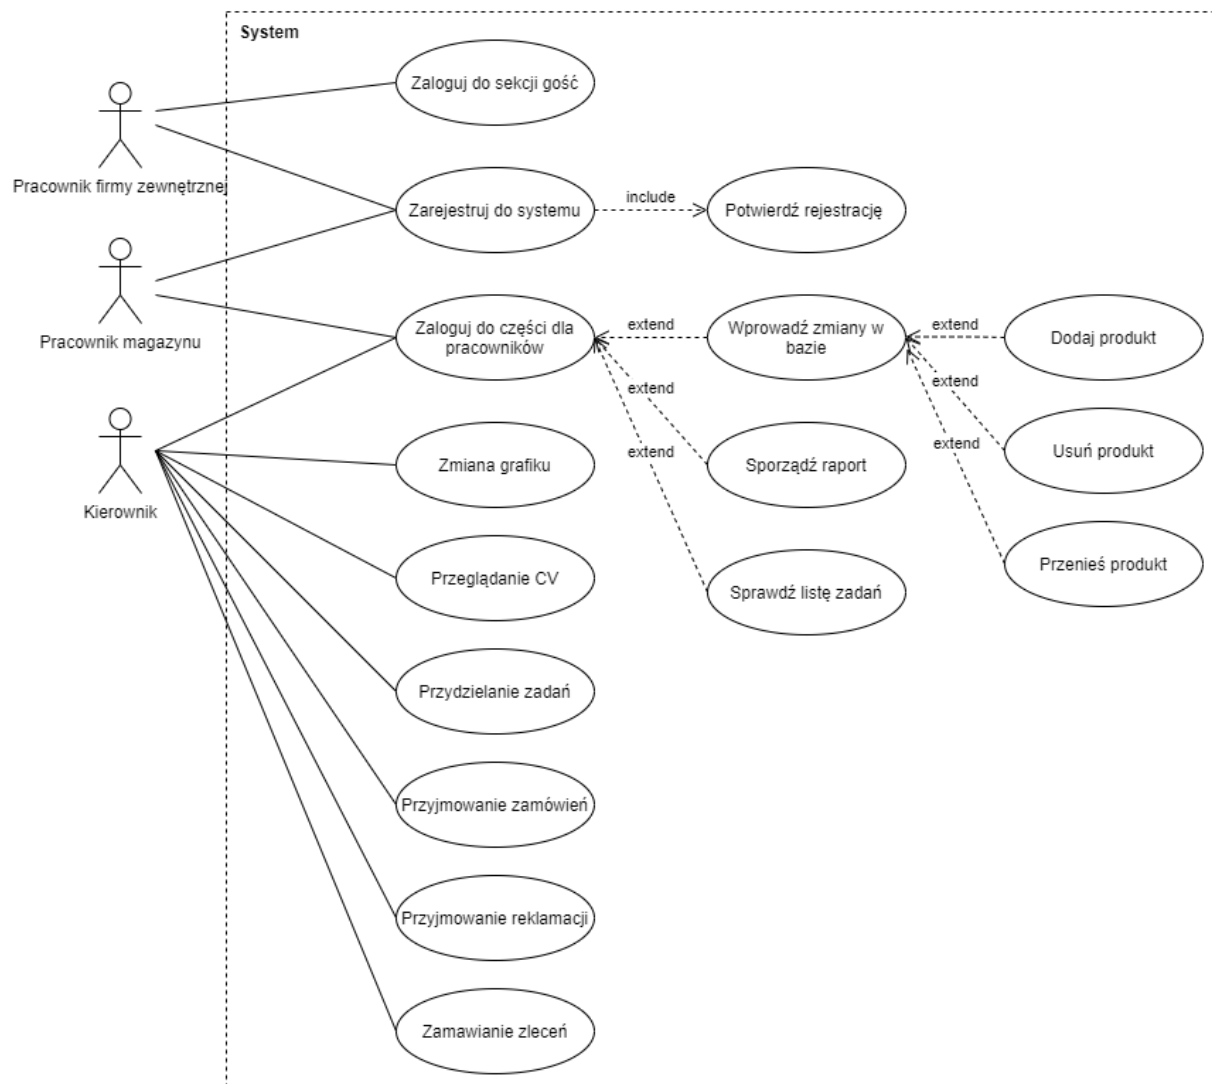 System
Zaloguj do sekcji gość
Pracownik firmy zewnętrznej
Zarejestruj do systemu
include
Potwierdź rejestrację
Pracownik magazynu
Zaloguj do części dla
pracowników
extend
Wprowadź zmiany w
bazie
extend
Dodaj produkt
extend
extend
Kierownik
Zmiana grafiku
extend
Sporządź raport
extend
Usuń produkt
Przeglądanie CV
Sprawdź listę zadań
Przenieś produkt
Przydzielanie zadań
Przyjmowanie zamówień
Przyjmowanie reklamacji
Zamawianie zleceń